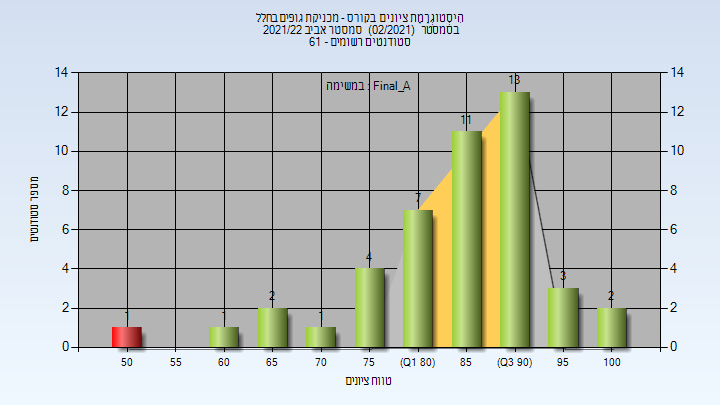 היסטוגרמת ציונים בקורס - מכניקת גופים בחלל
בסמסטר (02/2021) סמסטר אביב 2021/22
סטודנטים רשומים - 61
במשימה : Final_A
מספר סטודנטים
14 14
12 12
10 10
8 8
6 6
4 4
2 2
0 0
1 1 2 1 4 7 11 13 3 2
50 55 60 65 70 75 (Q1 80) 85 (Q3 90) 95 100
טווח ציונים